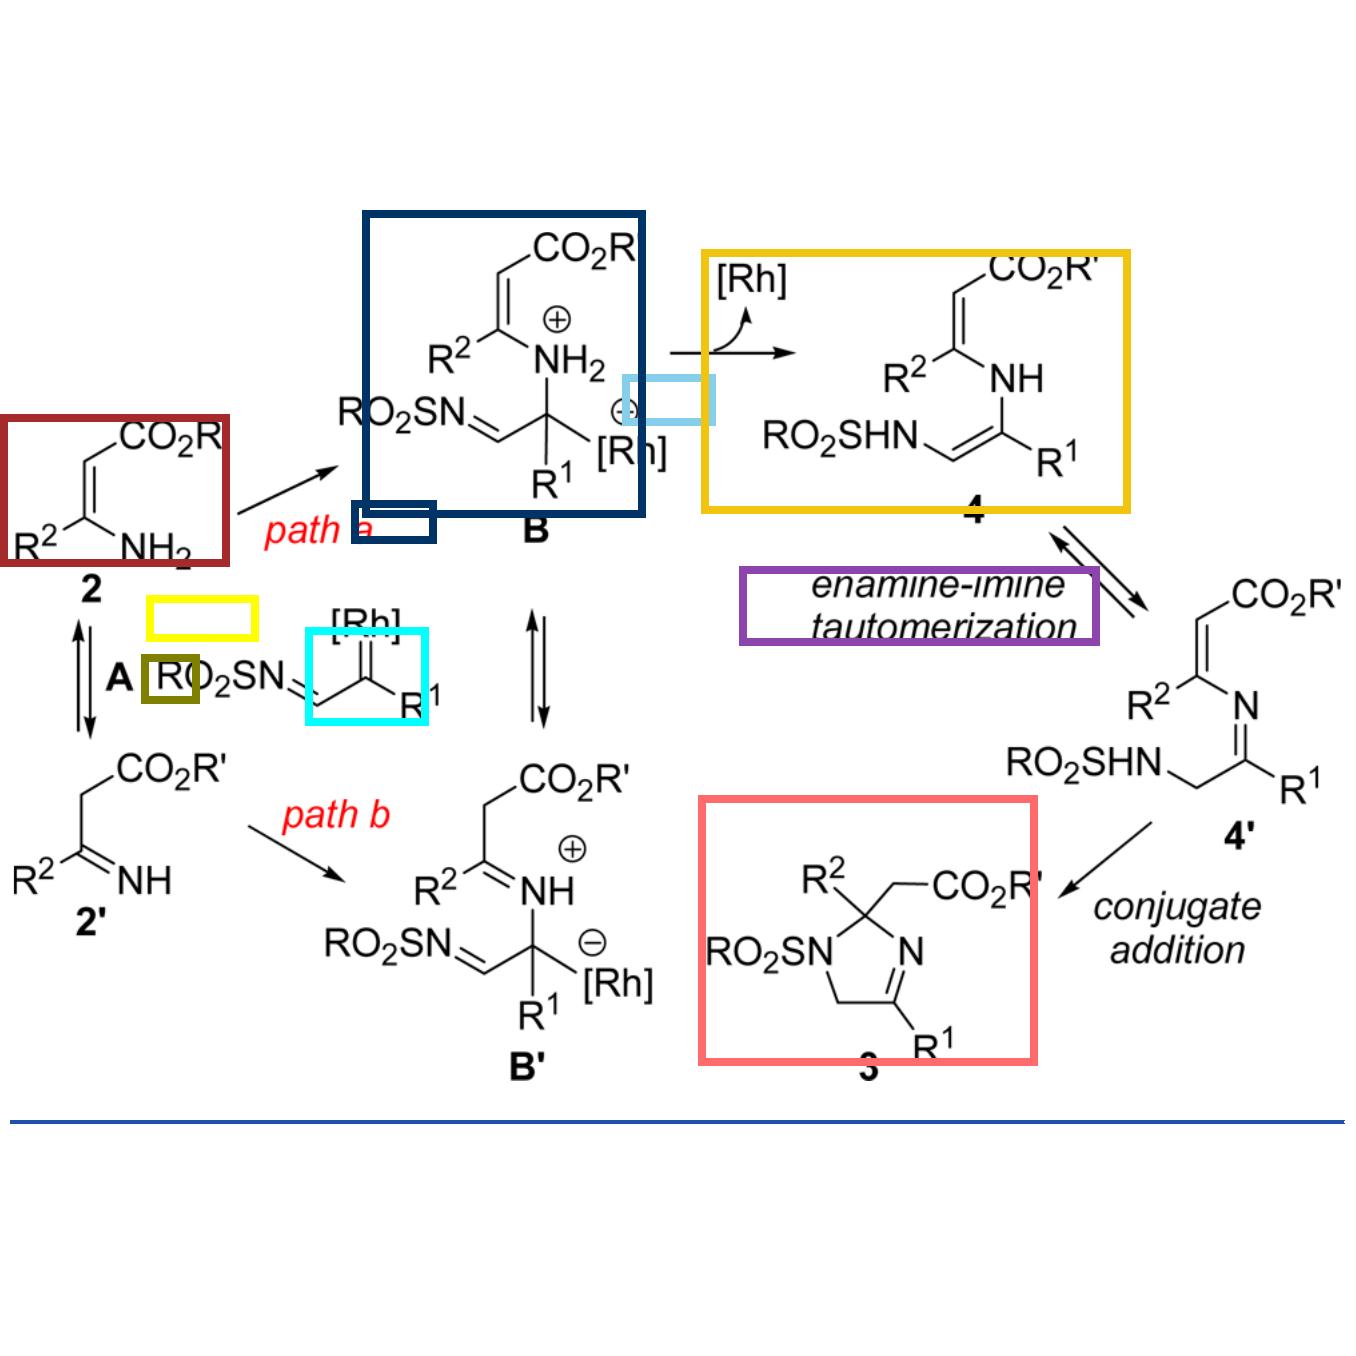 CO2R
R2
NH2
2
path a
CO2R'
R2
⊕
NH2
RO2SN
[Rh]
R1
B
[Rh]
CO2R'
R2
NH
RO2SHN
R1
4
enamine-imine
tautomerization
A
[Rh]
RO2SN
R1
CO2R'
R2
N
RO2SHN
R1
4'
CO2R'
R2
NH
2'
path b
CO2R'
R2
⊕
NH
RO2SN
⊖
[Rh]
R1
B'
R2
CO2R'
RO2SN
N
R1
3
conjugate
addition